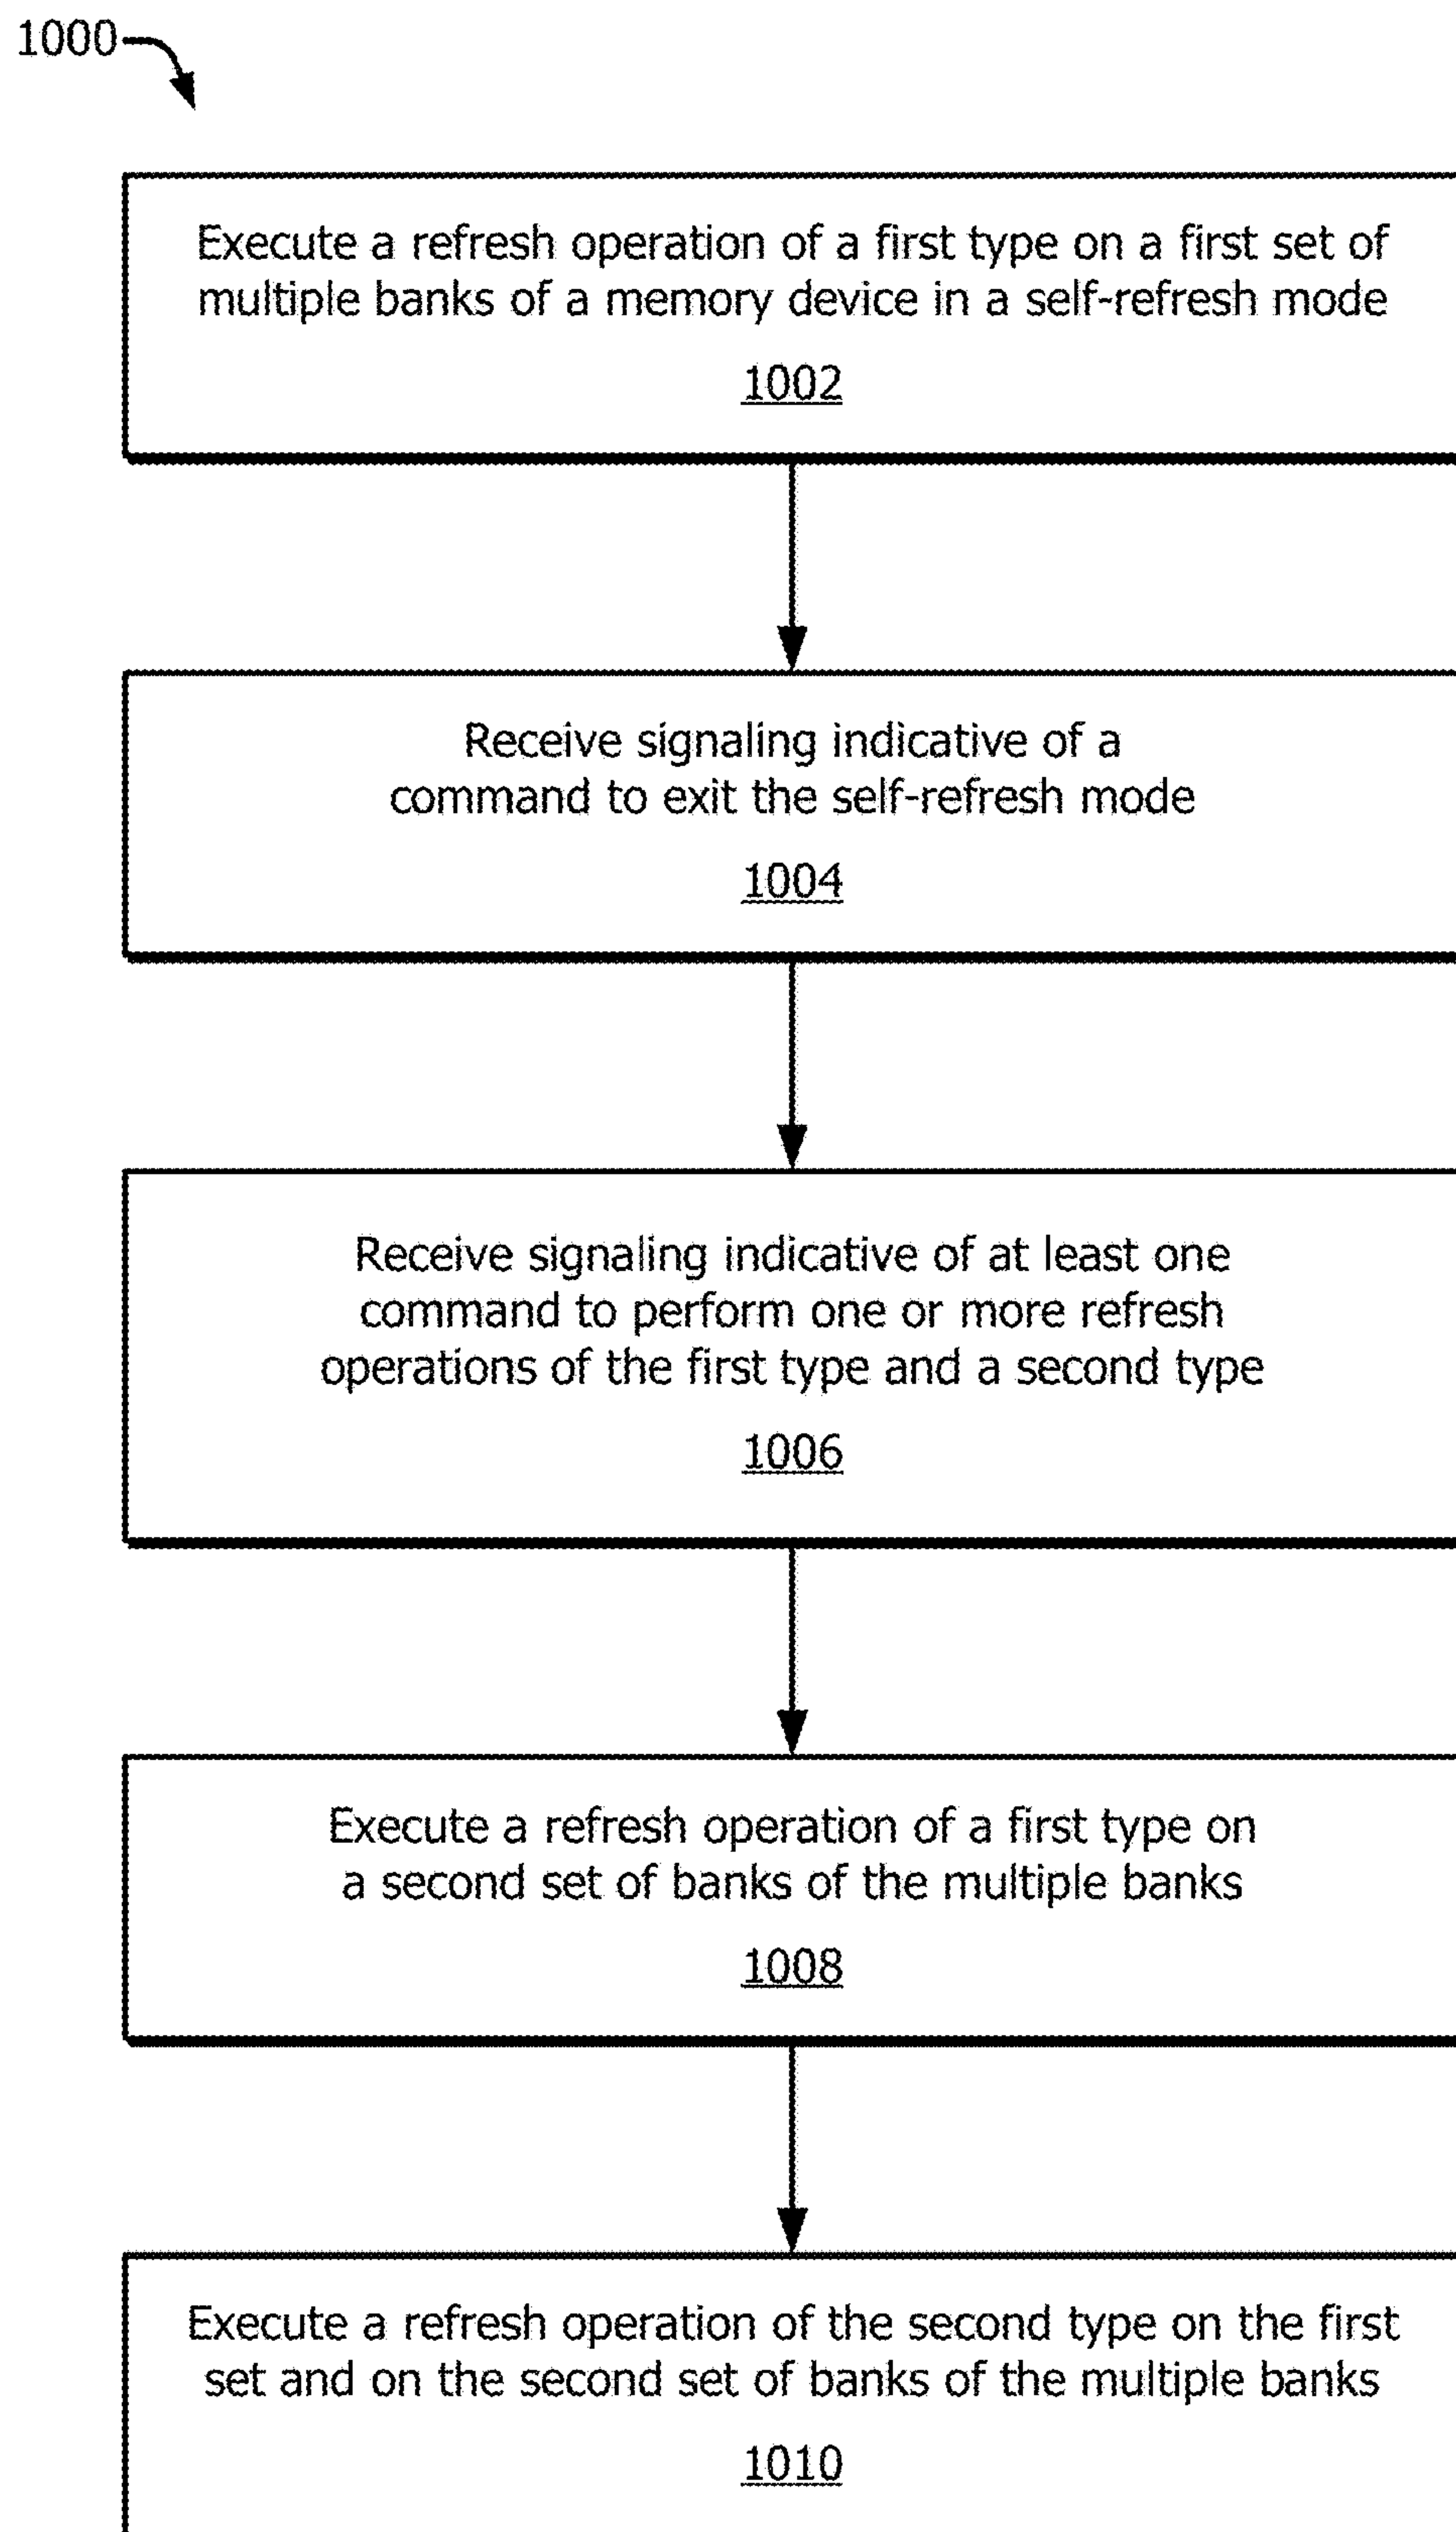 1000
Execute a refresh operation of a first type on a first set of
multiple banks of a memory device in a self-refresh mode
1002
Receive signaling indicative of a
command to exit the self-refresh mode
1004
Receive signaling indicative of at least one
command to perform one or more refresh
operations of the first type and a second type
1006
Execute a refresh operation of a first type on
a second set of banks of the multiple banks
1008
Execute a refresh operation of the second type on the first
set and on the second set of banks of the multiple banks
1010